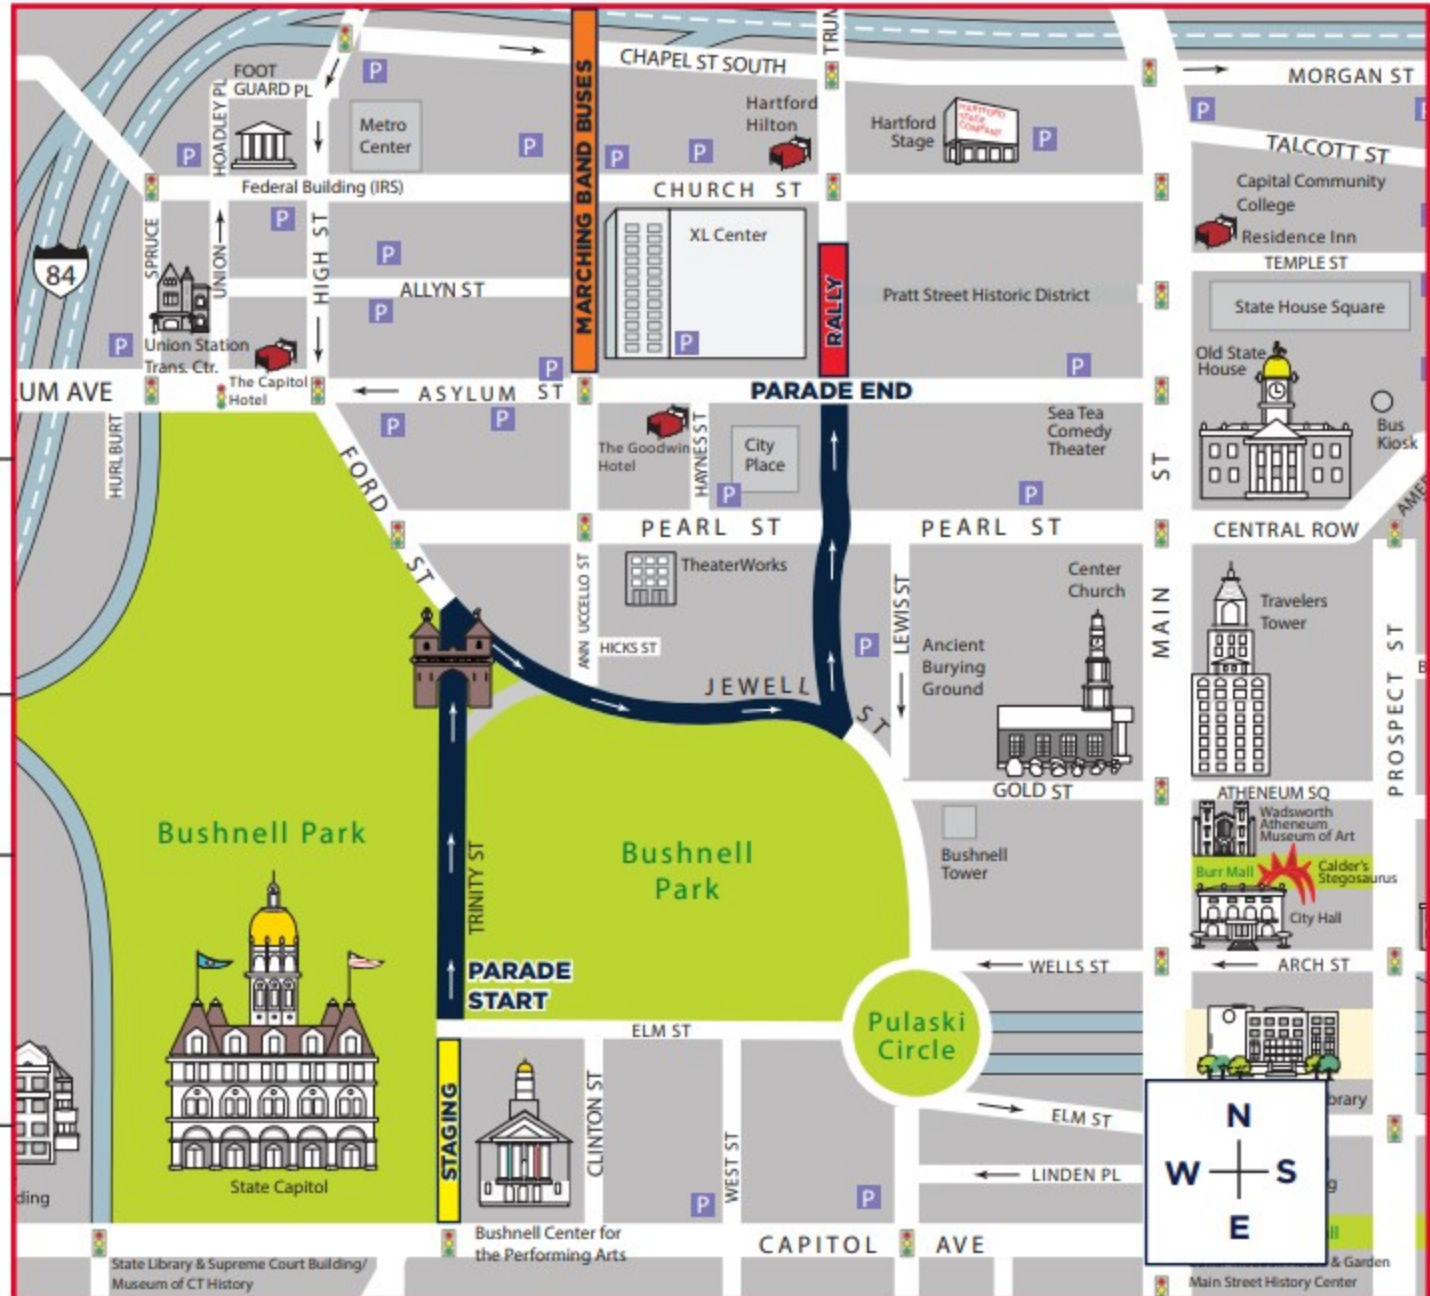 TRUM
CHAPEL ST SOUTH
MORGAN ST
FOOT
GUARD PL
P
HOADLEY PL
Metro
Center
MARCHING BAND BUSES
Hartford
Hilton
Hartford
Stage
HARTFORD
STAGE
COMPANY
P
P
P
P
P
P
TALCOTT ST
Federal Building (IRS)
CHURCH ST
Capital Community
College
Residence Inn
84
SPRUCE
UNION
HIGH ST
P
P
XL Center
TEMPLE ST
ALLYN ST
P
RALLY
Pratt Street Historic District
State House Square
P
Union Station
Trans. Ctr.
P
P
P
Old State
House
The Capitol
Hotel
UM AVE
ASYLUM ST
PARADE END
HURLBURT
P
P
The Goodwin
Hotel
HAYNES ST
City
Place
P
Sea Tea
Comedy
Theater
P
Bus
Kiosk
FORD ST
PEARL ST
PEARL ST
ST
CENTRAL ROW
AME
TheaterWorks
ANN UCCELLO ST
HICKS ST
LEWIS ST
P
Center
Church
Ancient
Burying
Ground
MAIN
Travelers
Tower
PROSPECT ST
JEWELL ST
GOLD ST
ATHENEUM SQ
Wadsworth
Atheneum
Museum of Art
Bushnell Park
Bushnell
Park
TRINITY ST
Bushnell
Tower
Burr Mall
Calder's
Stegosaurus
City Hall
PARADE
START
WELLS ST
ARCH ST
ELM ST
Pulaski
Circle
STAGING
CLINTON ST
WEST ST
ELM ST
brary
N
W S
E
LINDEN PL
P
P
g
ding
State Capitol
Bushnell Center for
the Performing Arts
CAPITOL AVE
all
& Garden
State Library & Supreme Court Building/
Museum of CT History
Main Street History Center